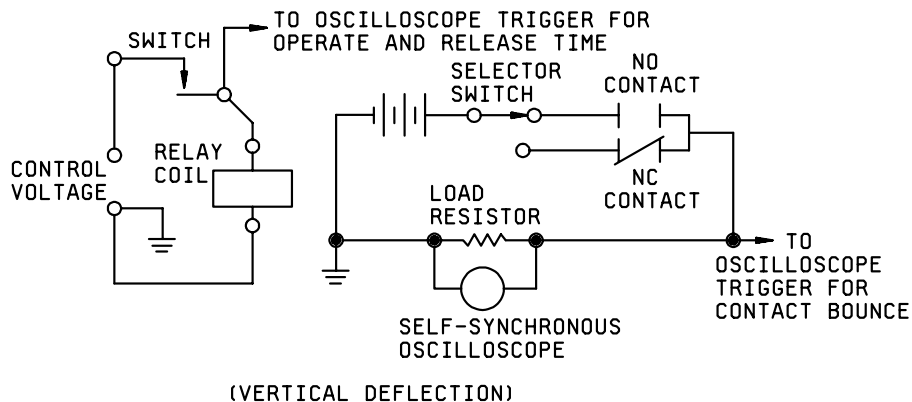 TO OSCILLOSCOPE TRIGGER FOR
OPERATE AND RELEASE TIME
SWITCH
NO
CONTACT
SELECTOR
SWITCH
RELAY
COIL
CONTROL
VOLTAGE
NC
CONTACT
LOAD
RESISTOR
TO
OSCILLOSCOPE
TRIGGER FOR
CONTACT BOUNCE
SELF-SYNCHRONOUS
OSCILLOSCOPE
(VERTICAL DEFLECTION)